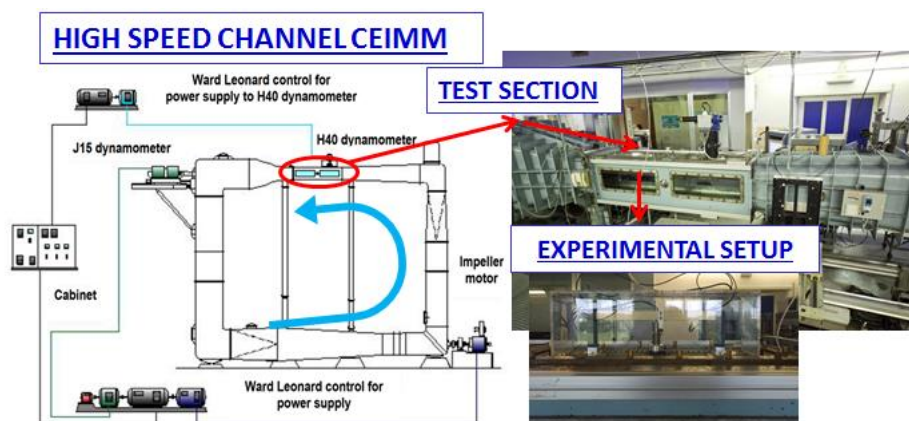 HIGH SPEED CHANNEL CEIMM
Ward Leonard control for
power supply to H40 dynamometer
TEST SECTION
J15 dynamometer
H40 dynamometer
EXPERIMENTAL SETUP
Impeller
motor
Cabinet
Ward Leonard control for
power supply